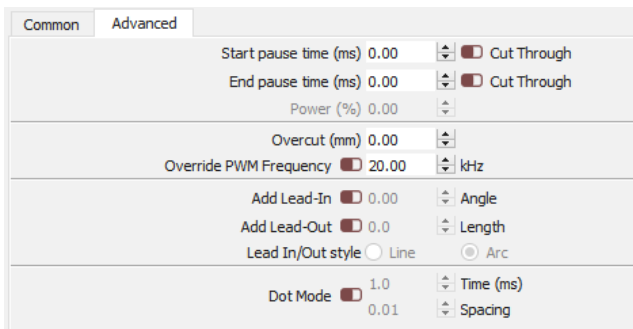 Common Advanced
Start pause time (ms) 0.00 Cut Through
End pause time (ms) 0.00 Cut Through
Power (%) 0.00
Overcut (mm) 0.00
Override PWM Frequency 20.00 kHz
Add Lead-In 0.00 Angle
Add Lead-Out 0.0 Length
Lead In/Out style Line Arc
Dot Mode 1.0 Time (ms)
0.01 Spacing